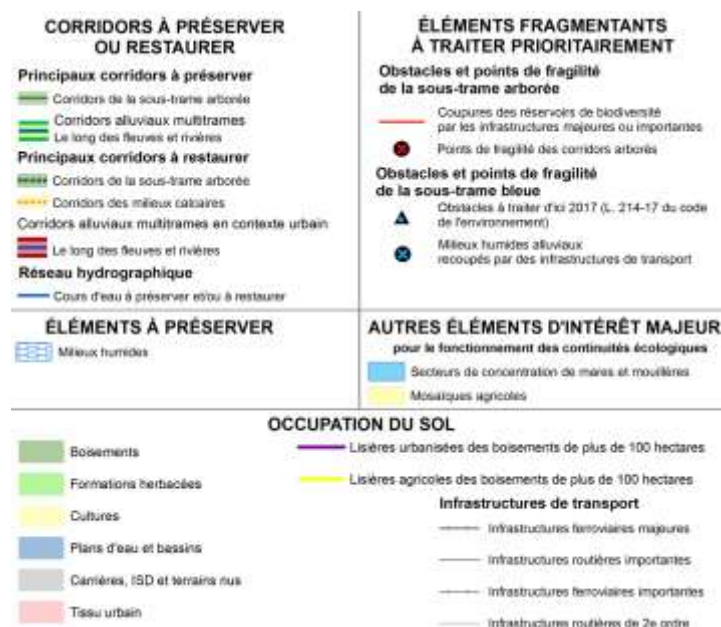 CORRIDORS À PRÉSERVER
OU RESTAURER
Principaux corridors à préserver
Corridors de la sous-trame arborée
Corridors alluviaux multitrames
Le long des fleuves et rivières
Principaux corridors à restaurer
Corridors de la sous-trame arborée
Corridors des milieux calcaires
Corridors alluviaux multitrames en contexte urbain
Le long des fleuves et rivières
Réseau hydrographique
Cours d'eau à préserver et/ou à restaurer
ÉLÉMENTS FRAGMENTANTS
À TRAITER PRIORITAIREMENT
Obstacles et points de fragilité
de la sous-trame arborée
Coupures des réservoirs de biodiversité
par les infrastructures majeures ou importantes
Points de fragilité des corridors arborés
Obstacles et points de fragilité
de la sous-trame bleue
Obstacles à traiter d'ici 2017 (L. 214-17 du code
de l'environnement)
Milieux humides alluviaux
recoupés par des infrastructures de transport
ÉLÉMENTS À PRÉSERVER
Milieux humides
AUTRES ÉLÉMENTS D'INTÉRÊT MAJEUR
pour le fonctionnement des continuités écologiques
Secteurs de concentration de mares et mouillères
Mosaïques agricoles
OCCUPATION DU SOL
Boisements
Formations herbacées
Cultures
Plans d'eau et bassins
Carrières, ISD et terrains nus
Tissu urbain
Lisières urbanisées des boisements de plus de 100 hectares
Lisières agricoles des boisements de plus de 100 hectares
Infrastructures de transport
Infrastructures ferroviaires majeures
Infrastructures routières importantes
Infrastructures ferroviaires importantes
Infrastructures routières de 2e ordre